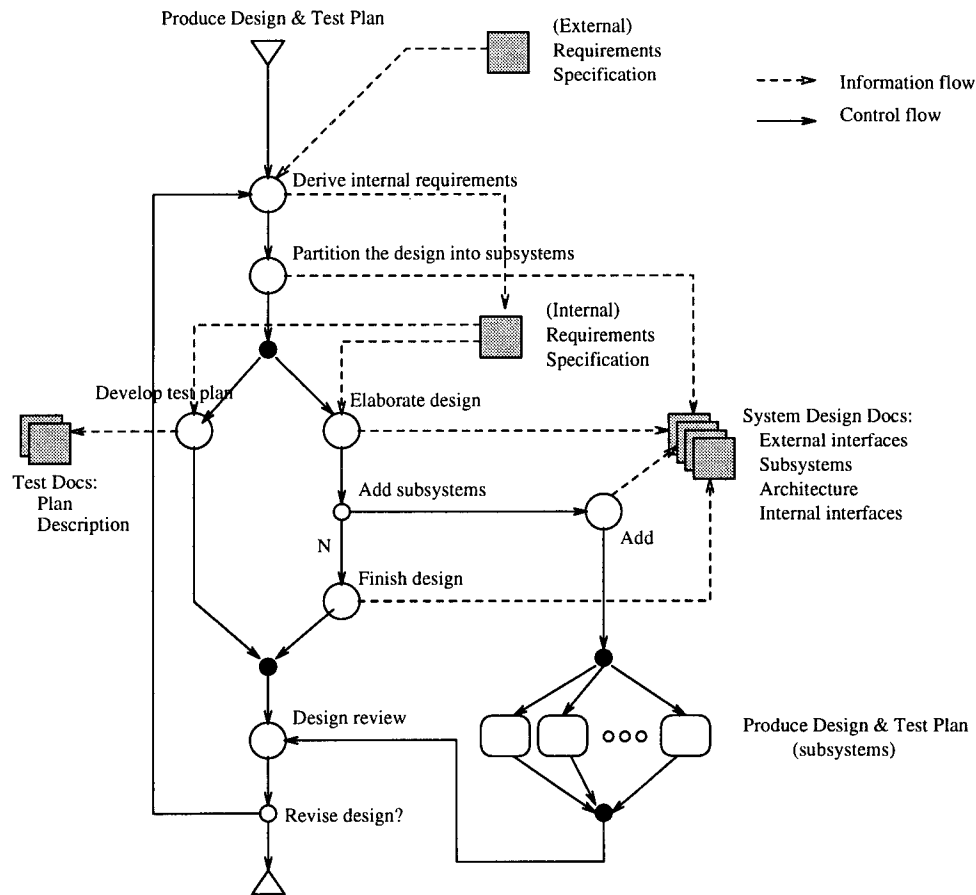 Produce Design & Test Plan
(External)
Requirements
Specification
Information flow
Control flow
Derive internal requirements
Partition the design into subsystems
(Internal)
Requirements
Specification
Develop test plan
Elaborate design
System Design Docs:
External interfaces
Subsystems
Architecture
Internal interfaces
Test Docs:
Plan
Description
Add subsystems
N
Add
Finish design
Design review
Produce Design & Test Plan
(subsystems)
Revise design?